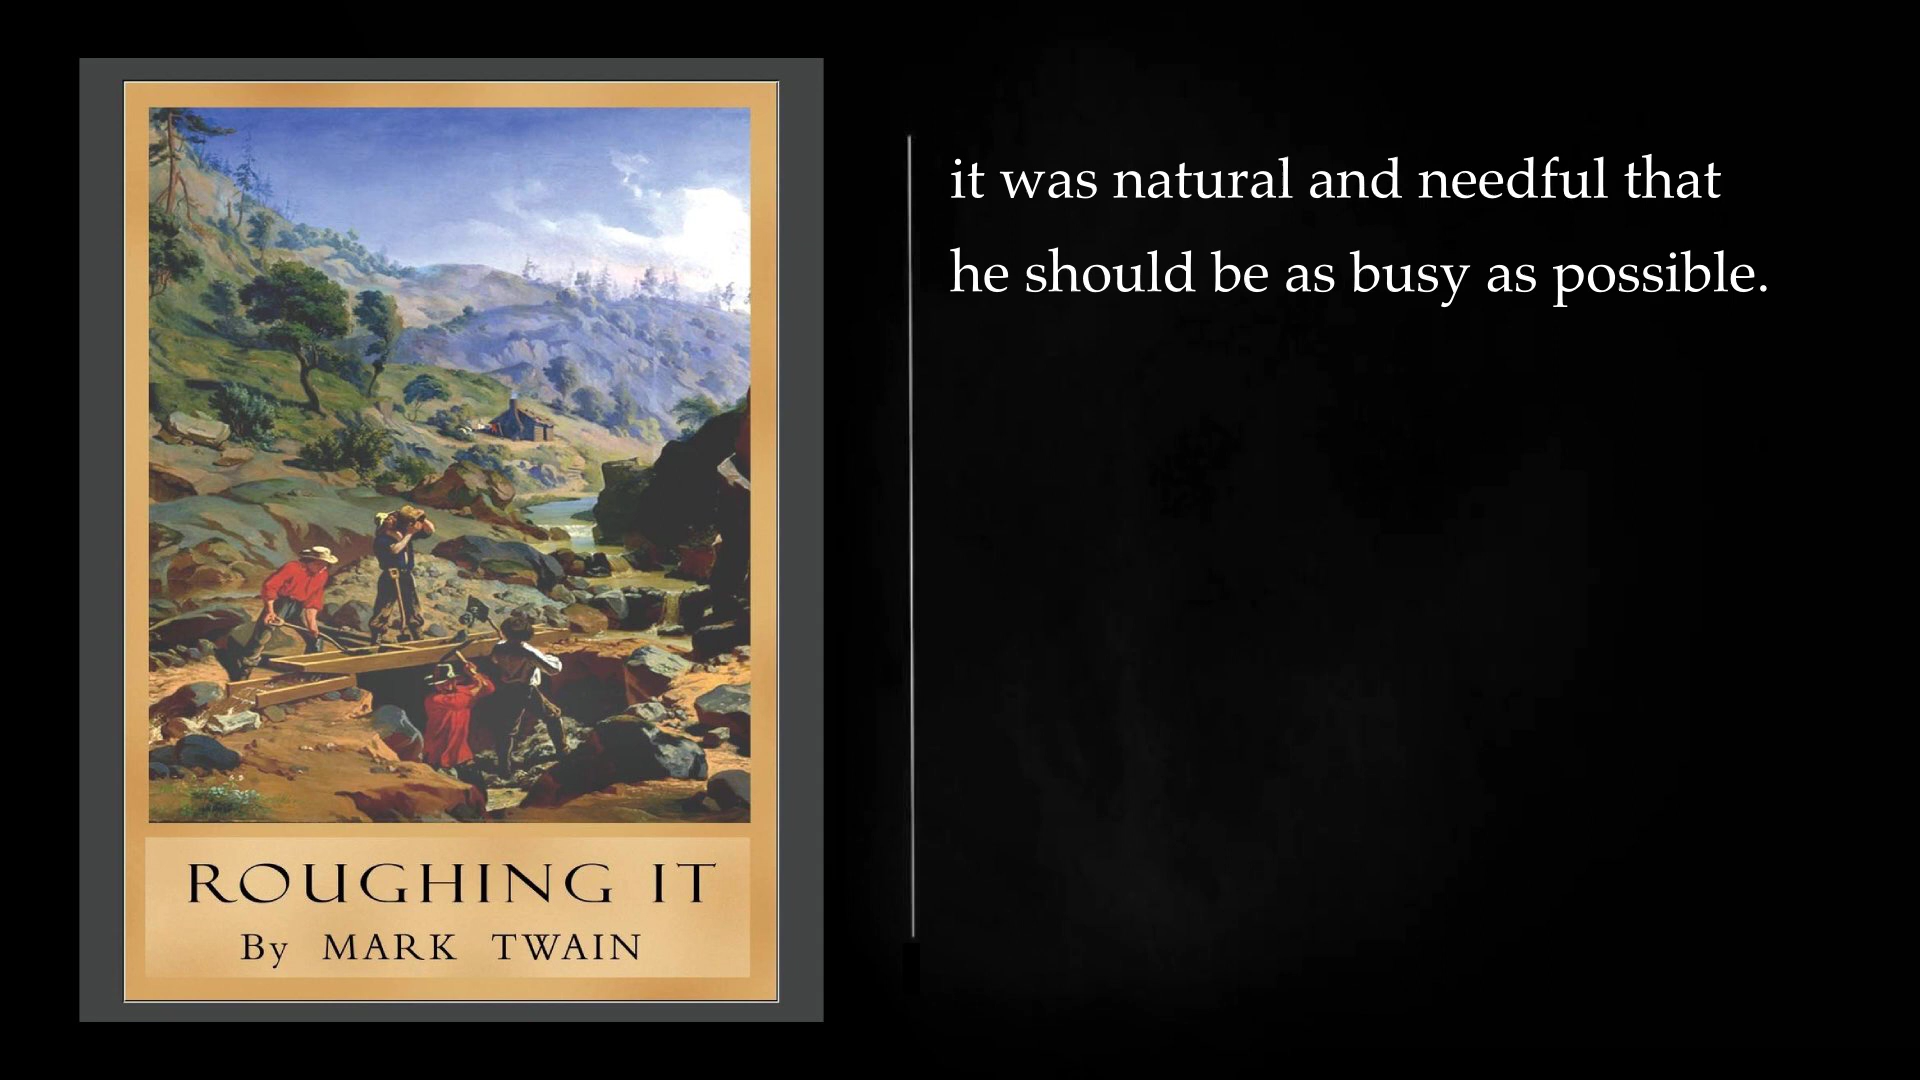 it was natural and needful that
he should be as busy as possible.
ROUGHING IT
By MARK TWAIN